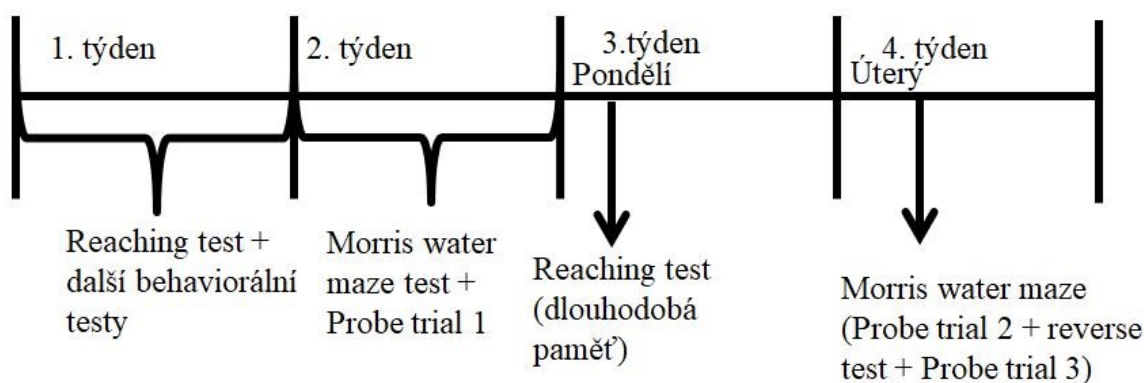 1. týden
2. týden
3.týden
4. týden
Pondělí
Úterý
Reaching test +
další behaviorální
testy
Morris water
maze test +
Probe trial 1
Reaching test
(dlouhodobá
paměť)
Morris water maze
(Probe trial 2 + reverse
test + Probe trial 3)